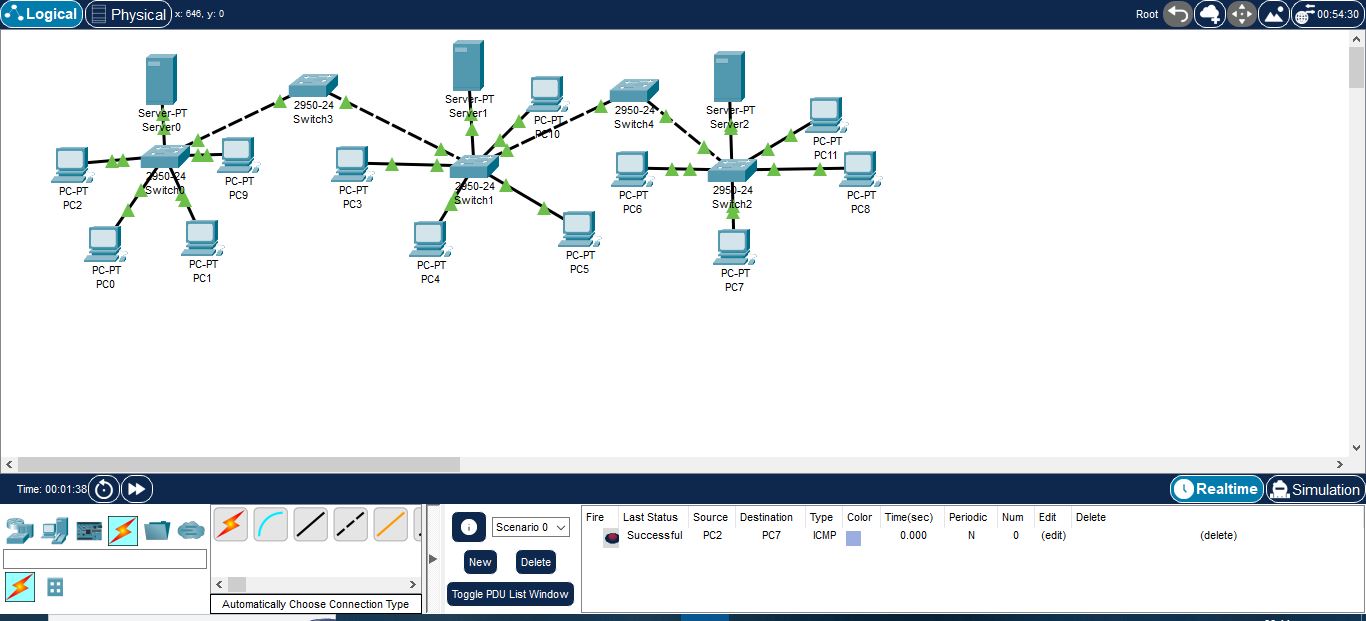 Logical
Physical
x: 646, y: 0
Root
00:54:30
Server-PT
Server0
2950-24
Switch3
Server-PT
Server1
PC-PT
PC10
2950-24
Switch4
Server-PT
Server2
PC-PT
PC11
PC-PT
PC2
2950-24
Switch0
PC-PT
PC9
PC-PT
PC3
2950-24
Switch1
PC-PT
PC6
2950-24
Switch2
PC-PT
PC8
PC-PT
PC0
PC-PT
PC1
PC-PT
PC4
PC-PT
PC5
PC-PT
PC7
Time: 00:01:38
Realtime
Simulation
Scenario 0
New
Delete
Toggle PDU List Window
Automatically Choose Connection Type
Fire Last Status Source Destination Type Color Time(sec) Periodic Num Edit Delete
Successful PC2 PC7 ICMP 0.000 N 0 (edit) (delete)